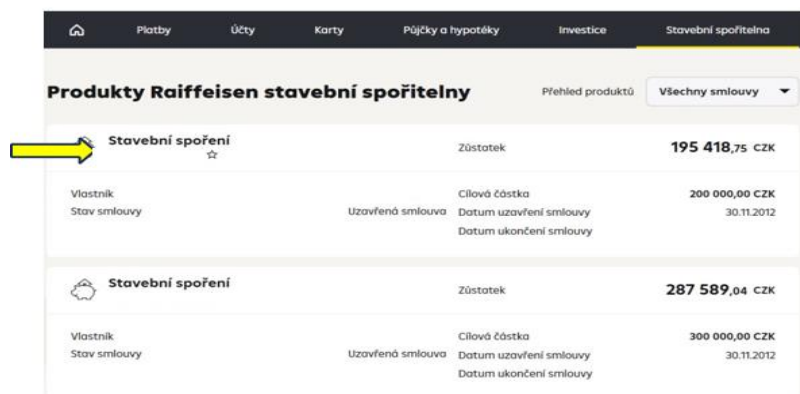 Platby Účty Karty Půjčky a hypotéky Investice Stavební spořitelna
Produkty Raiffeisen stavební spořitelny Přehled produktů Všechny smlouvy
Stavební spoření Zůstatek 195 418,75 CZK
Vlastník Cílová částka 200 000,00 CZK
Stav smlouvy Uzavřená smlouva Datum uzavření smlouvy 30.11.2012
Datum ukončení smlouvy
Stavební spoření Zůstatek 287 589,04 CZK
Vlastník Cílová částka 300 000,00 CZK
Stav smlouvy Uzavřená smlouva Datum uzavření smlouvy 30.11.2012
Datum ukončení smlouvy